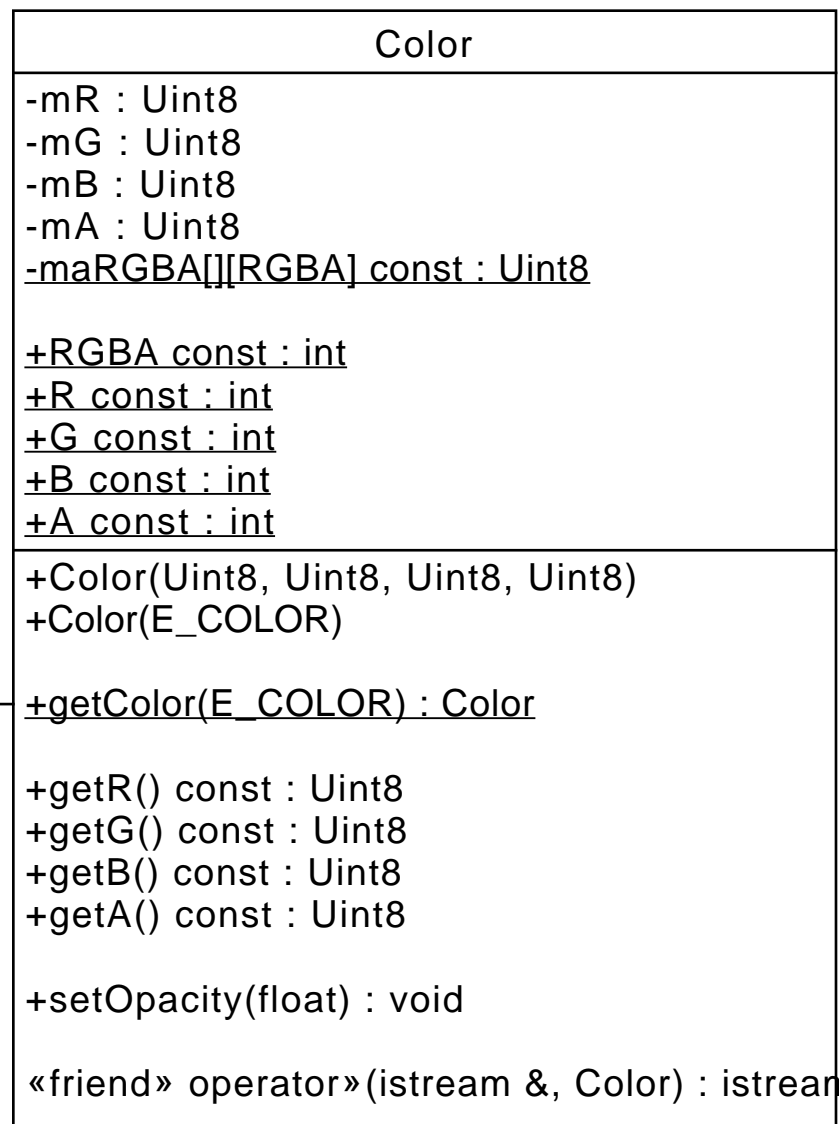 Color
-mR : Uint8
-mG : Uint8
-mB : Uint8
-mA : Uint8
-maRGBA[][RGBA] const : Uint8
+RGBA const : int
+R const : int
+G const : int
+B const : int
+A const : int
+Color(Uint8, Uint8, Uint8, Uint8)
+Color(E_COLOR)
+getColor(E_COLOR) : Color
+getR() const : Uint8
+getG() const : Uint8
+getB() const : Uint8
+getA() const : Uint8
+setOpacity(float) : void
«friend» operator»(istream &, Color) :